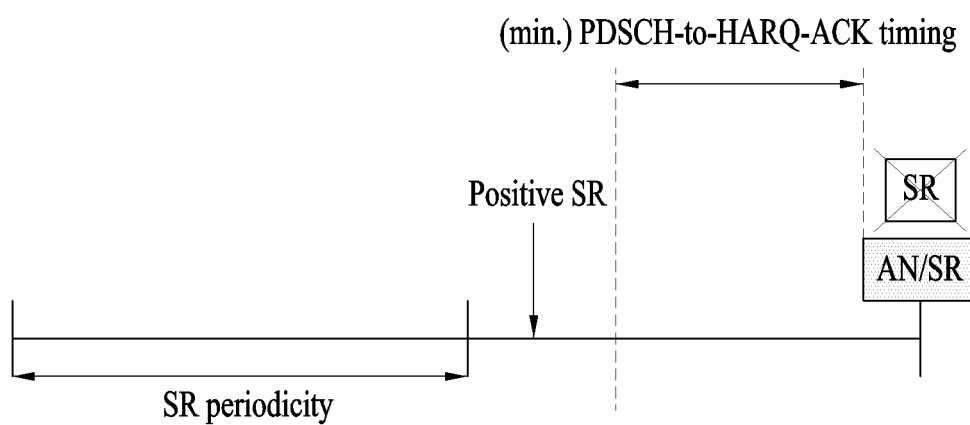 (min.) PDSCH-to-HARQ-ACK timing
SR
Positive SR
AN/SR
SR periodicity